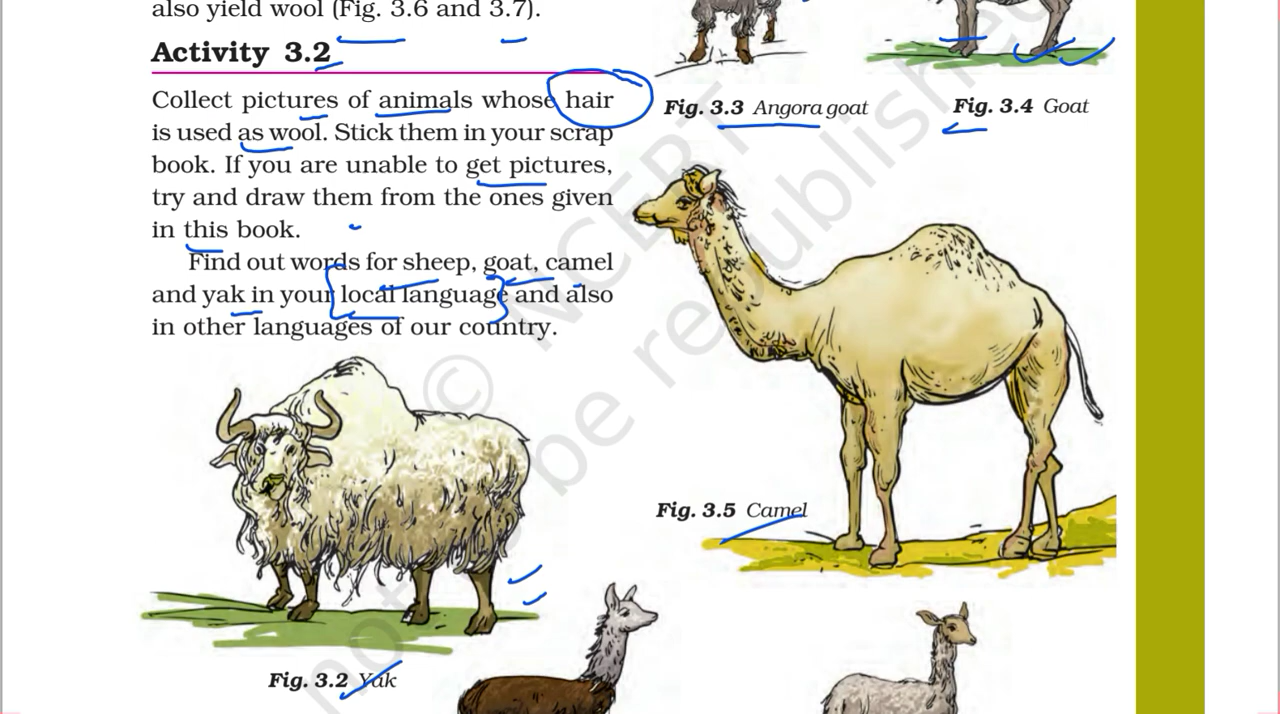 also yield wool (Fig. 3.6 and 3.7).
Activity 3.2
Collect pictures of animals whose hair
is used as wool. Stick them in your scrap
book. If you are unable to get pictures,
try and draw them from the ones given
in this book.
Find out words for sheep, goat, camel
and yak in your local language and also
in other languages of our country.
Fig. 3.3 Angora goat
Fig. 3.4 Goat
Fig. 3.5 Camel
Fig. 3.2 Yak
© NCERT
not be republished